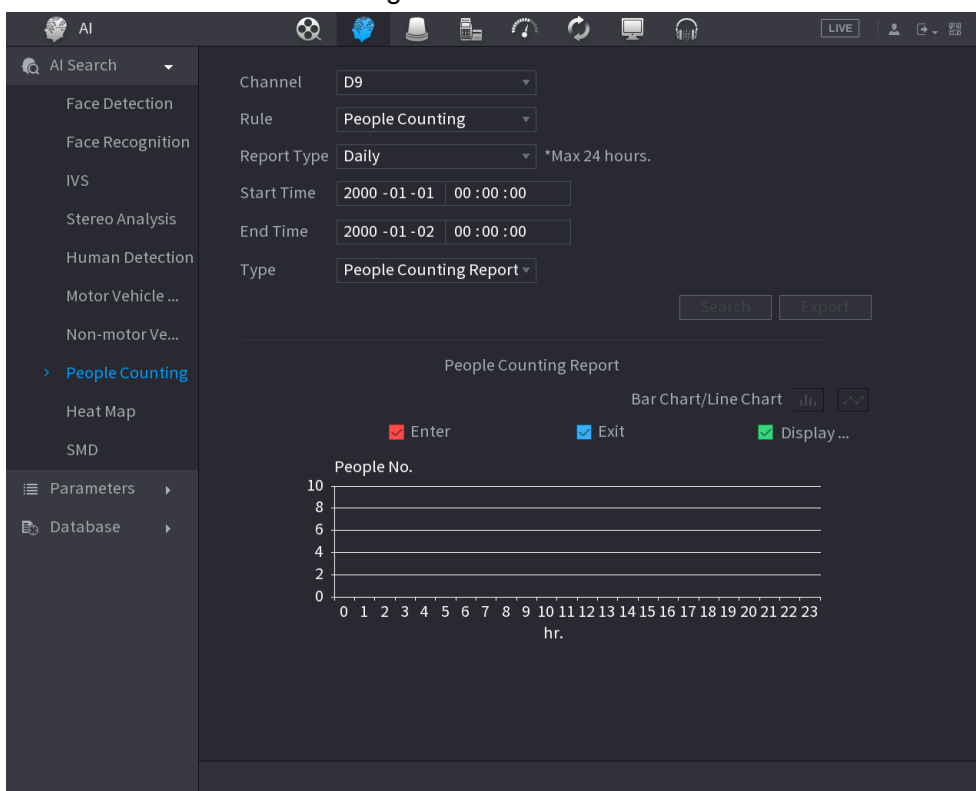 AI
LIVE
AI Search
Face Detection
Face Recognition
IVS
Stereo Analysis
Human Detection
Motor Vehicle ...
Non-motor Ve...
> People Counting
Heat Map
SMD
Parameters
Database
Channel D9
Rule People Counting
Report Type Daily *Max 24 hours.
Start Time 2000 -01 -01 00 : 00 : 00
End Time 2000 -01 -02 00 : 00 : 00
Type People Counting Report
Search Export
People Counting Report
Bar Chart/Line Chart
Enter Exit Display ...
People No.
10
8
6
4
2
0
0 1 2 3 4 5 6 7 8 9 10 11 12 13 14 15 16 17 18 19 20 21 22 23
hr.